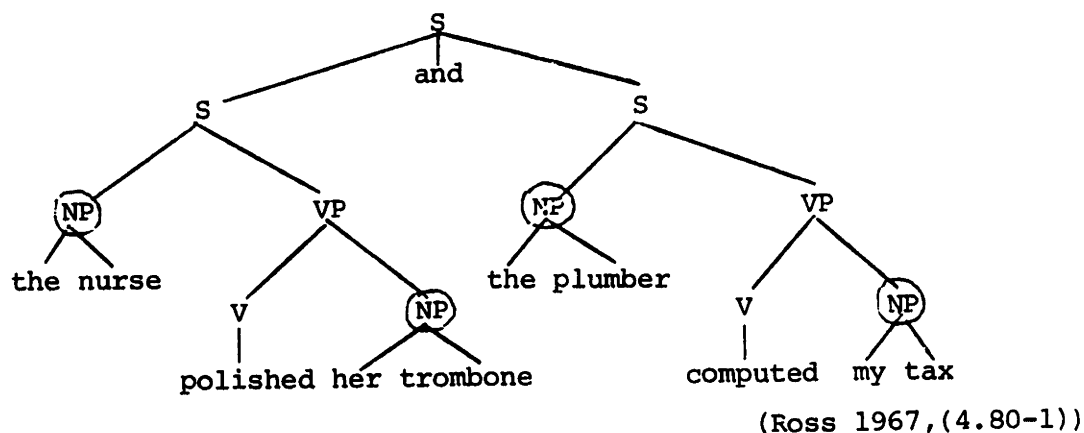 S
and
S S
NP VP NP VP
the nurse the plumber
V NP V NP
polished her trombone computed my tax
(Ross 1967,(4.80-1))